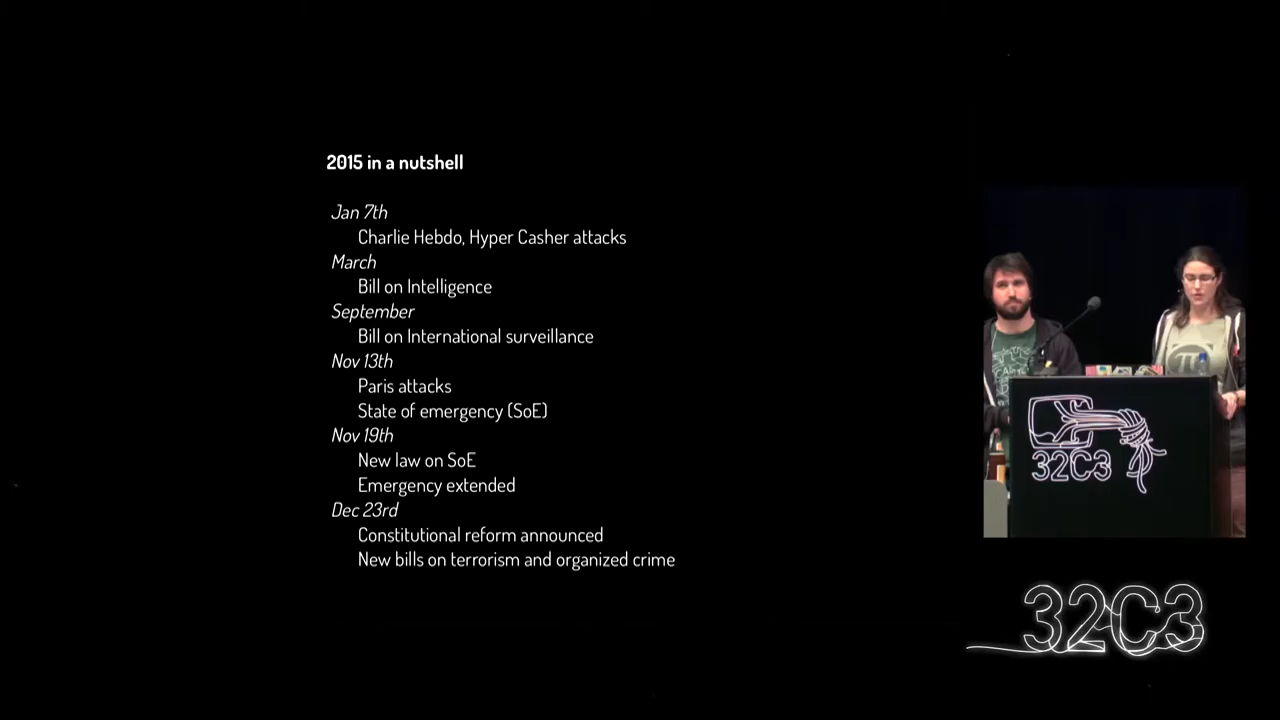 2015 in a nutshell
Jan 7th
Charlie Hebdo, Hyper Casher attacks
March
Bill on Intelligence
September
Bill on International surveillance
Nov 13th
Paris attacks
State of emergency (SoE)
Nov 19th
New law on SoE
Emergency extended
Dec 23rd
Constitutional reform announced
New bills on terrorism and organized crime
32C3
32C3